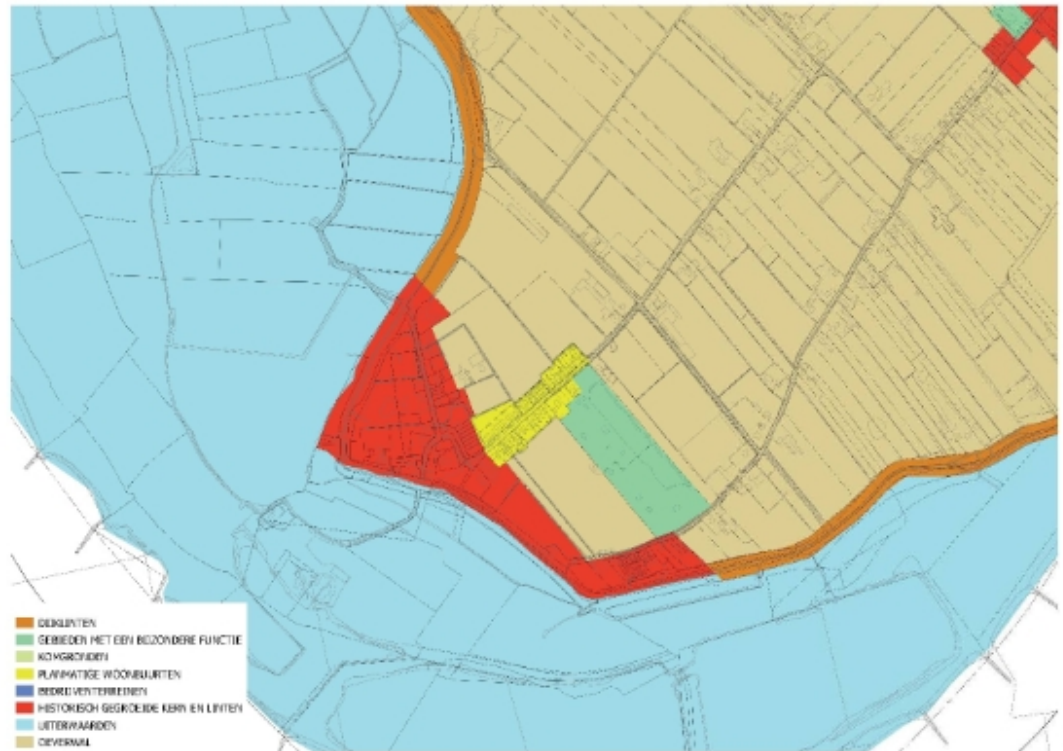 DIJKLINTEN
GEBIEDEN MET EEN BIJZONDERE FUNCTIE
KOMGRONDEN
PLANMATIGE WOONBUURTEN
BEDRIJVENTERREINEN
HISTORISCH GEGROEIDE KERN EN LINTEN
UITERWAARDEN
OEVERWAL